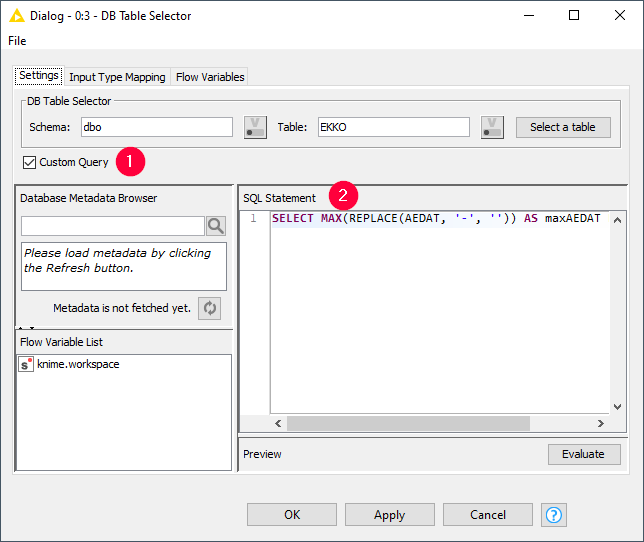 Dialog - 0:3 - DB Table Selector
File
Settings Input Type Mapping Flow Variables
DB Table Selector
Schema: dbo Table: EKKO Select a table
Custom Query 1
Database Metadata Browser
Please load metadata by clicking
the Refresh button.
Metadata is not fetched yet.
Flow Variable List
s knime.workspace
SQL Statement 2
1 SELECT MAX(REPLACE(AEDAT, '-', '')) AS maxAEDAT
Preview Evaluate
OK Apply Cancel ?